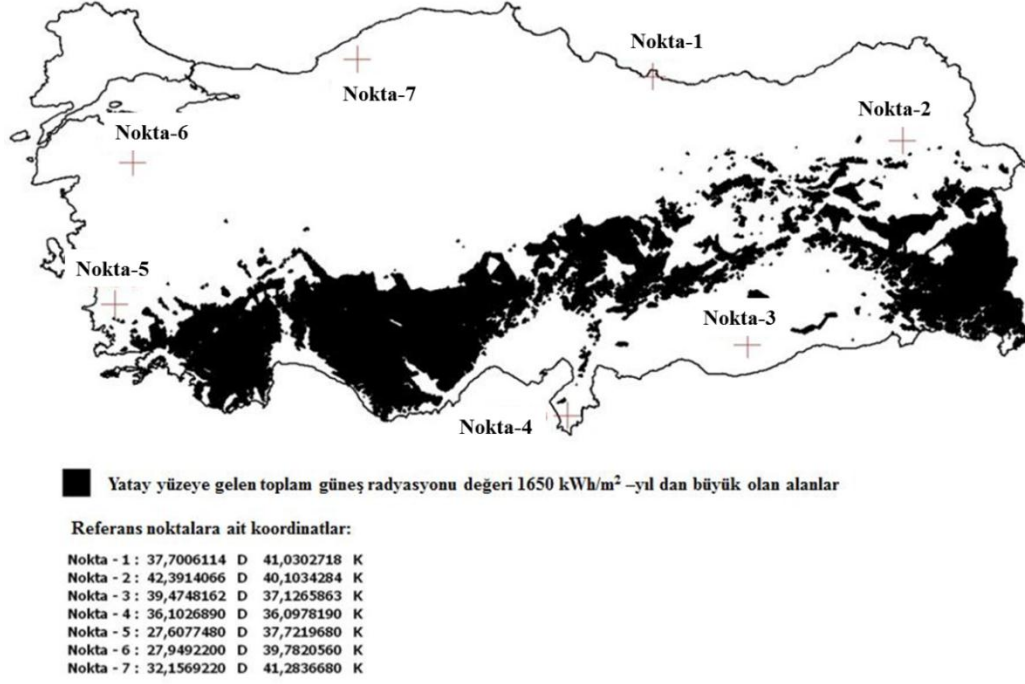 Nokta-1
Nokta-7
Nokta-2
Nokta-6
Nokta-5
Nokta-3
Nokta-4
Yatay yüzeye gelen toplam güneş radyasyonu değeri 1650 kWh/m² –yıl dan büyük olan alanlar
Referans noktalara ait koordinatlar:
Nokta - 1 : 37,7006114 D 41,0302718 K
Nokta - 2 : 42,3914066 D 40,1034284 K
Nokta - 3 : 39,4748162 D 37,1265863 K
Nokta - 4 : 36,1026890 D 36,0978190 K
Nokta - 5 : 27,6077480 D 37,7219680 K
Nokta - 6 : 27,9492200 D 39,7820560 K
Nokta - 7 : 32,1569220 D 41,2836680 K